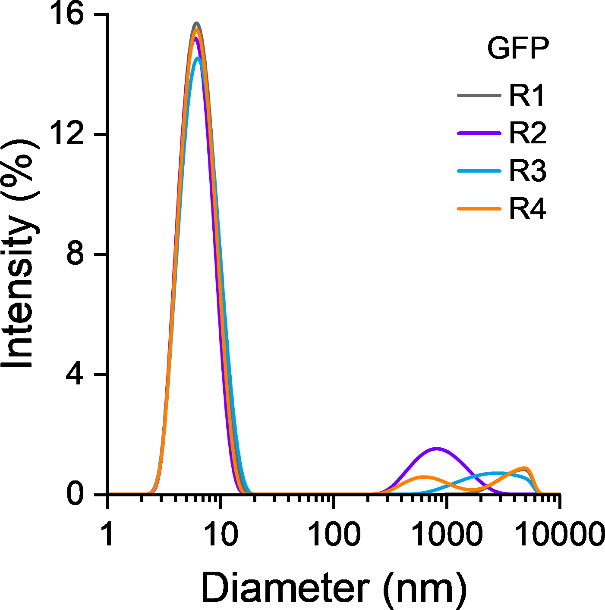 GFP
R1
R2
R3
R4
Intensity (%)
16
12
8
4
0
1 10 100 1000 10000
Diameter (nm)